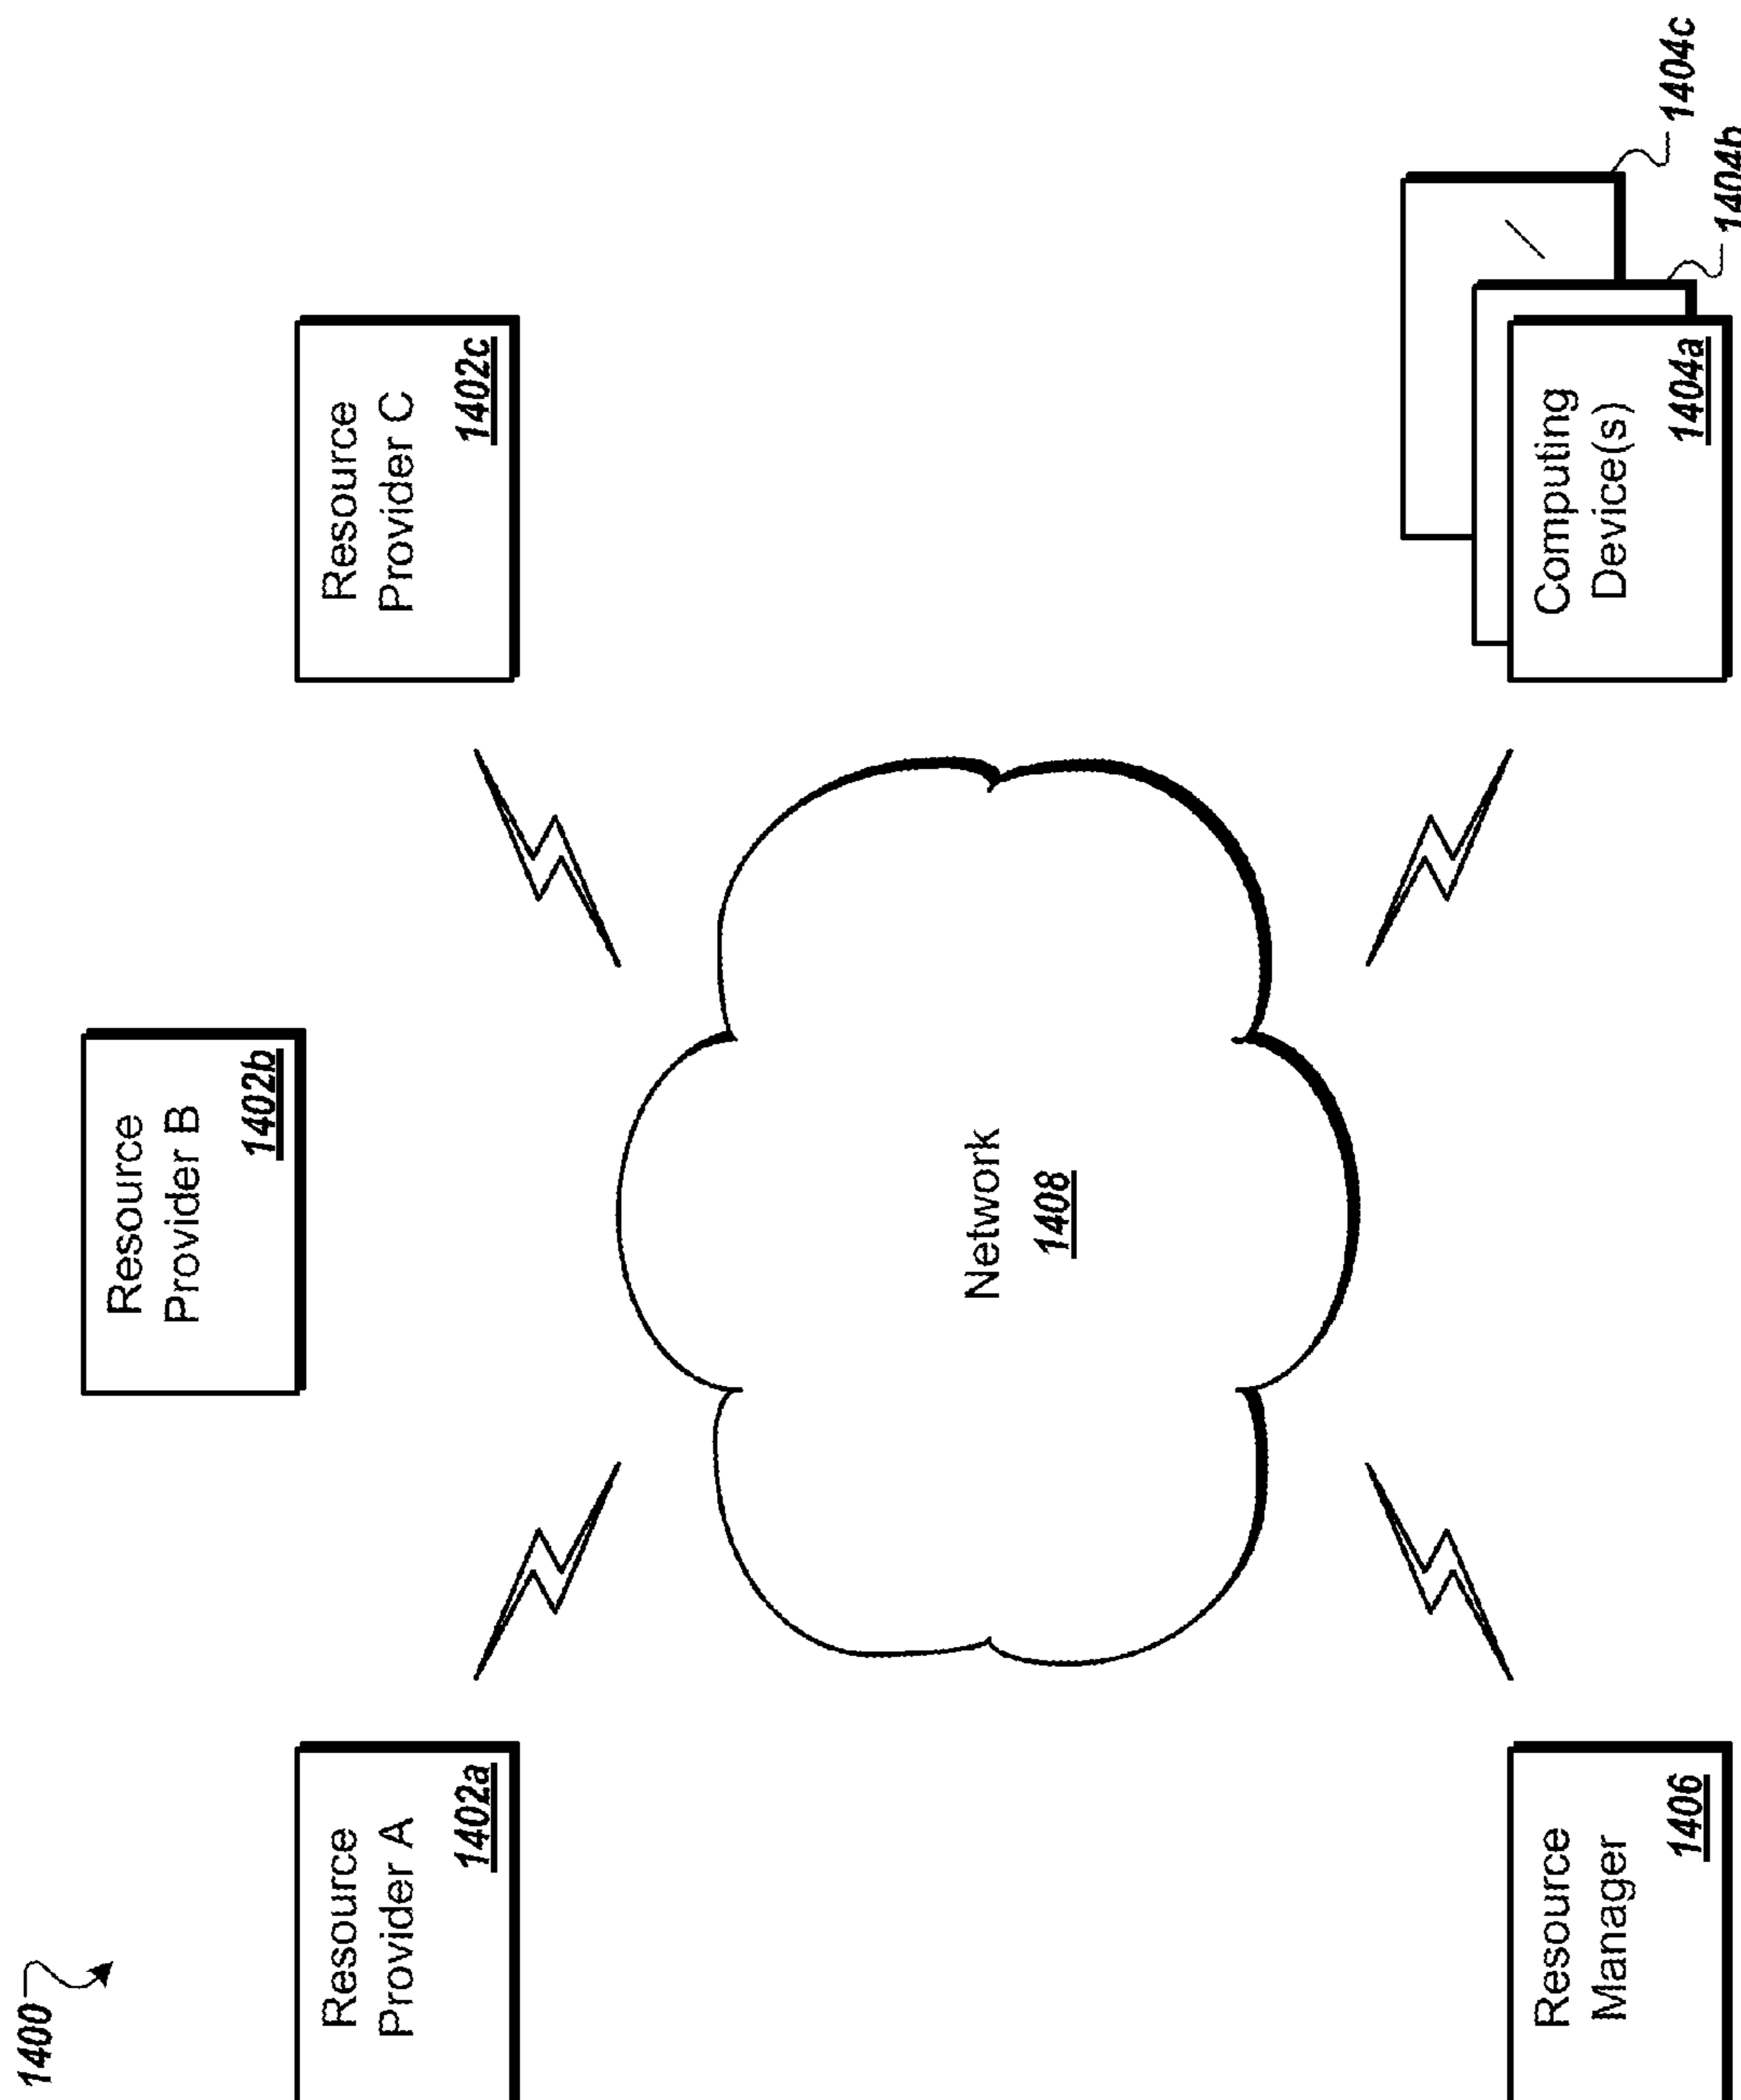 1400
Resource
Provider B
1402b
Resource
Provider A
1402a
Resource
Provider C
1402c
Network
1408
Resource
Manager
1406
Computing
Device(s)
1404a
1404b
1404c